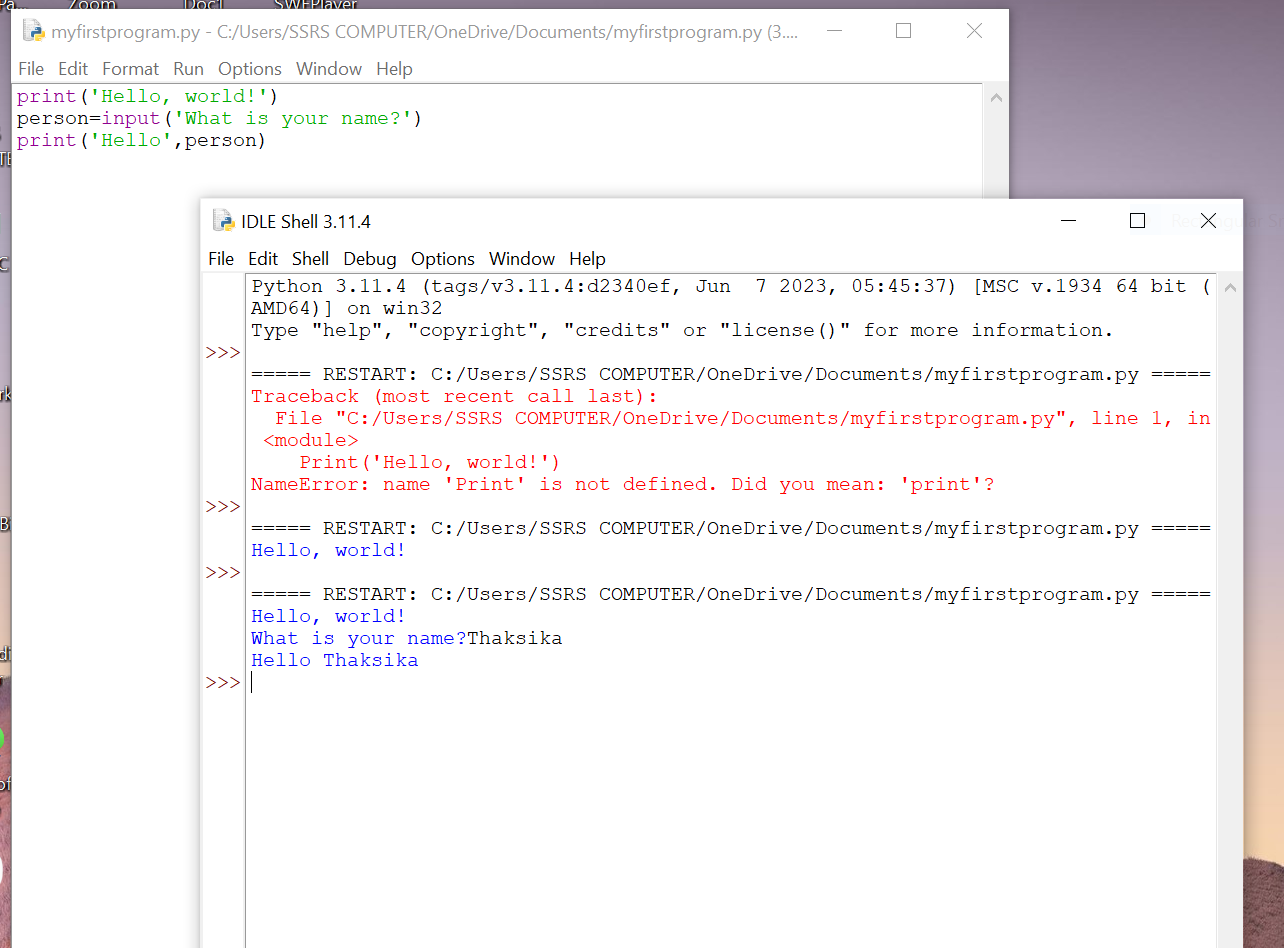 Zoom
Doc1
SWFPlayer
myfirstprogram.py - C:/Users/SSRS COMPUTER/OneDrive/Documents/myfirstprogram.py (3....
File Edit Format Run Options Window Help
print('Hello, world!')
person=input('What is your name?')
print('Hello',person)
IDLE Shell 3.11.4
File Edit Shell Debug Options Window Help
Python 3.11.4 (tags/v3.11.4:d2340ef, Jun  7 2023, 05:45:37) [MSC v.1934 64 bit (
AMD64)] on win32
Type "help", "copyright", "credits" or "license()" for more information.
>>>
===== RESTART: C:/Users/SSRS COMPUTER/OneDrive/Documents/myfirstprogram.py =====
Traceback (most recent call last):
  File "C:/Users/SSRS COMPUTER/OneDrive/Documents/myfirstprogram.py", line 1, in
 <module>
    Print('Hello, world!')
NameError: name 'Print' is not defined. Did you mean: 'print'?
>>>
===== RESTART: C:/Users/SSRS COMPUTER/OneDrive/Documents/myfirstprogram.py =====
Hello, world!
>>>
===== RESTART: C:/Users/SSRS COMPUTER/OneDrive/Documents/myfirstprogram.py =====
Hello, world!
What is your name?Thaksika
Hello Thaksika
>>>